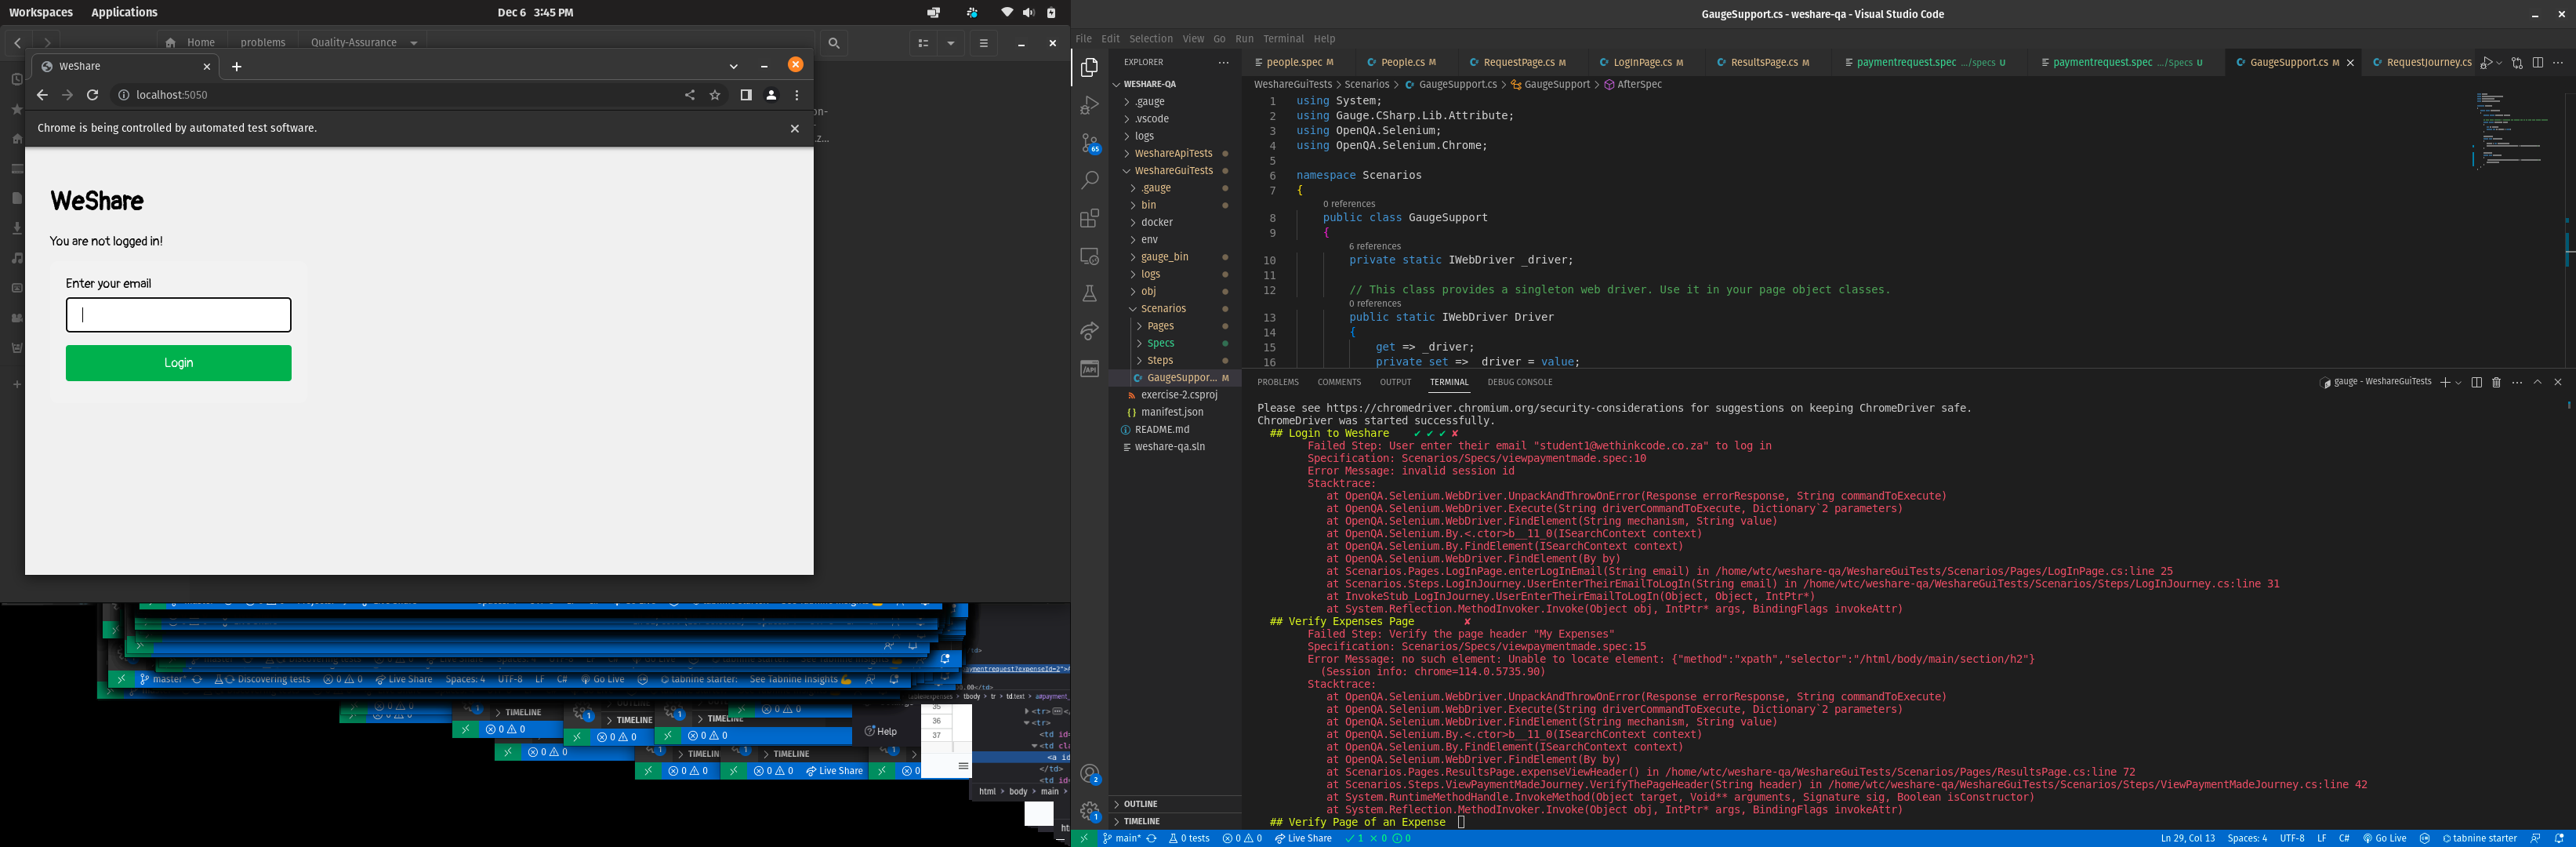 Workspaces Applications Dec 6 3:45 PM
Home problems Quality-Assurance
WeShare
localhost:5050
Chrome is being controlled by automated test software.
WeShare
You are not logged in!
Enter your email
Login
master* Discovering tests 0 0 Live Share Spaces: 4 UTF-8 LF C# Go Live tabnine starter: See Tabnine Insights
TIMELINE
Help
35
36
37
html body main
GaugeSupport.cs - weshare-qa - Visual Studio Code
File Edit Selection View Go Run Terminal Help
EXPLORER
WESHARE-QA
.gauge
.vscode
logs
WeshareApiTests
WeshareGuiTests
.gauge
bin
docker
env
gauge_bin
logs
obj
Scenarios
Pages
Specs
Steps
GaugeSuppor... M
exercise-2.csproj
manifest.json
README.md
weshare-qa.sln
OUTLINE
TIMELINE
people.spec M People.cs M RequestPage.cs M LogInPage.cs M ResultsPage.cs M paymentrequest.spec .../specs U paymentrequest.spec .../Specs U GaugeSupport.cs M RequestJourney.cs
WeshareGuiTests > Scenarios > GaugeSupport.cs > GaugeSupport > AfterSpec
1 using System;
2 using Gauge.CSharp.Lib.Attribute;
3 using OpenQA.Selenium;
4 using OpenQA.Selenium.Chrome;
5
6 namespace Scenarios
7 {
0 references
8 public class GaugeSupport
9 {
6 references
10 private static IWebDriver _driver;
11
12 // This class provides a singleton web driver. Use it in your page object classes.
0 references
13 public static IWebDriver Driver
14 {
15 get => _driver;
16 private set => _driver = value;
PROBLEMS COMMENTS OUTPUT TERMINAL DEBUG CONSOLE
gauge - WeshareGuiTests
Please see https://chromedriver.chromium.org/security-considerations for suggestions on keeping ChromeDriver safe.
ChromeDriver was started successfully.
## Login to Weshare ✔ ✔ ✔ ✘
Failed Step: User enter their email "student1@wethinkcode.co.za" to log in
Specification: Scenarios/Specs/viewpaymentmade.spec:10
Error Message: invalid session id
Stacktrace:
at OpenQA.Selenium.WebDriver.UnpackAndThrowOnError(Response errorResponse, String commandToExecute)
at OpenQA.Selenium.WebDriver.Execute(String driverCommandToExecute, Dictionary`2 parameters)
at OpenQA.Selenium.WebDriver.FindElement(String mechanism, String value)
at OpenQA.Selenium.By.<.ctor>b__11_0(ISearchContext context)
at OpenQA.Selenium.By.FindElement(ISearchContext context)
at OpenQA.Selenium.WebDriver.FindElement(By by)
at Scenarios.Pages.LogInPage.enterLogInEmail(String email) in /home/wtc/weshare-qa/WeshareGuiTests/Scenarios/Pages/LogInPage.cs:line 25
at Scenarios.Steps.LogInJourney.UserEnterTheirEmailToLogIn(String email) in /home/wtc/weshare-qa/WeshareGuiTests/Scenarios/Steps/LogInJourney.cs:line 31
at InvokeStub_LogInJourney.UserEnterTheirEmailToLogIn(Object, Object, IntPtr*)
at System.Reflection.MethodInvoker.Invoke(Object obj, IntPtr* args, BindingFlags invokeAttr)
## Verify Expenses Page ✘
Failed Step: Verify the page header "My Expenses"
Specification: Scenarios/Specs/viewpaymentmade.spec:15
Error Message: no such element: Unable to locate element: {"method":"xpath","selector":"/html/body/main/section/h2"}
(Session info: chrome=114.0.5735.90)
Stacktrace:
at OpenQA.Selenium.WebDriver.UnpackAndThrowOnError(Response errorResponse, String commandToExecute)
at OpenQA.Selenium.WebDriver.Execute(String driverCommandToExecute, Dictionary`2 parameters)
at OpenQA.Selenium.WebDriver.FindElement(String mechanism, String value)
at OpenQA.Selenium.By.<.ctor>b__11_0(ISearchContext context)
at OpenQA.Selenium.By.FindElement(ISearchContext context)
at OpenQA.Selenium.WebDriver.FindElement(By by)
at Scenarios.Pages.ResultsPage.expenseViewHeader() in /home/wtc/weshare-qa/WeshareGuiTests/Scenarios/Pages/ResultsPage.cs:line 72
at Scenarios.Steps.ViewPaymentMadeJourney.VerifyThePageHeader(String header) in /home/wtc/weshare-qa/WeshareGuiTests/Scenarios/Steps/ViewPaymentMadeJourney.cs:line 42
at System.RuntimeMethodHandle.InvokeMethod(Object target, Void** arguments, Signature sig, Boolean isConstructor)
at System.Reflection.MethodInvoker.Invoke(Object obj, IntPtr* args, BindingFlags invokeAttr)
## Verify Page of an Expense
main* 0 tests 0 0 Live Share 1 0 0 Ln 29, Col 13 Spaces: 4 UTF-8 LF C# Go Live tabnine starter